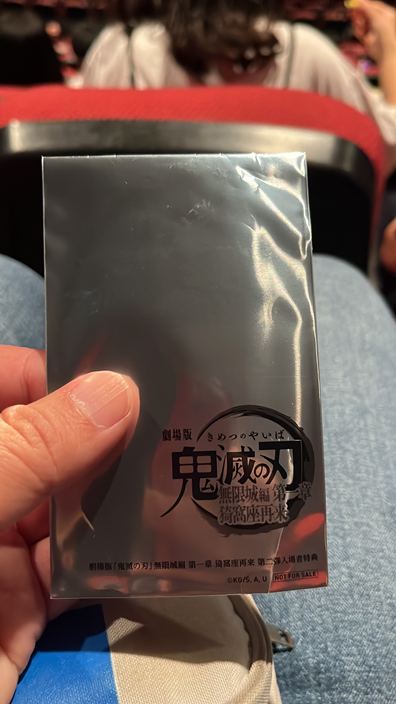 劇場版
きめつのやいば
鬼滅の刃
無限城編 第一章
猗窩座再来
劇場版「鬼滅の刃」無限城編 第一章 猗窩座再来 第二弾入場者特典
©KG/S, A, U NOT FOR SALE